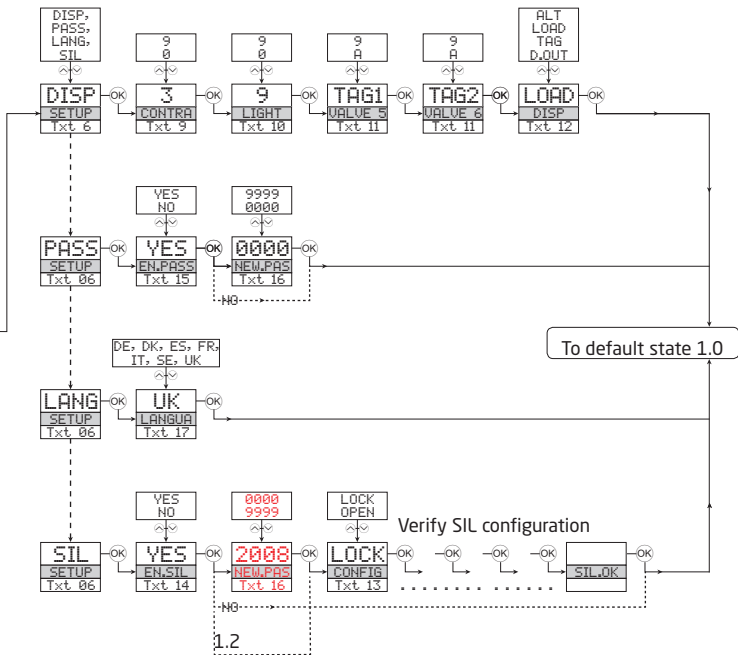 DISP,
PASS,
LANG,
SIL
9
0
9
0
9
A
9
A
ALT
LOAD
TAG
D.OUT
DISP
SETUP
Txt 6
OK
3
CONTRA
Txt 9
OK
9
LIGHT
Txt 10
OK
TAG1
VALVE 5
Txt 11
OK
TAG2
VALVE 6
Txt 11
OK
LOAD
DISP
Txt 12
OK
YES
NO
9999
0000
PASS
SETUP
Txt 06
OK
YES
EN.PASS
Txt 15
OK
0000
NEW.PAS
Txt 16
OK
NO
To default state 1.0
DE, DK, ES, FR,
IT, SE, UK
LANG
SETUP
Txt 06
OK
UK
LANGUA
Txt 17
OK
YES
NO
0000
9999
LOCK
OPEN
Verify SIL configuration
SIL
SETUP
Txt 06
OK
YES
EN.SIL
Txt 14
OK
2008
NEW.PAS
Txt 16
OK
LOCK
CONFIG
Txt 13
OK
OK
OK
OK
SIL.OK
OK
. . . . . . . . . . . . . .
NO
1.2